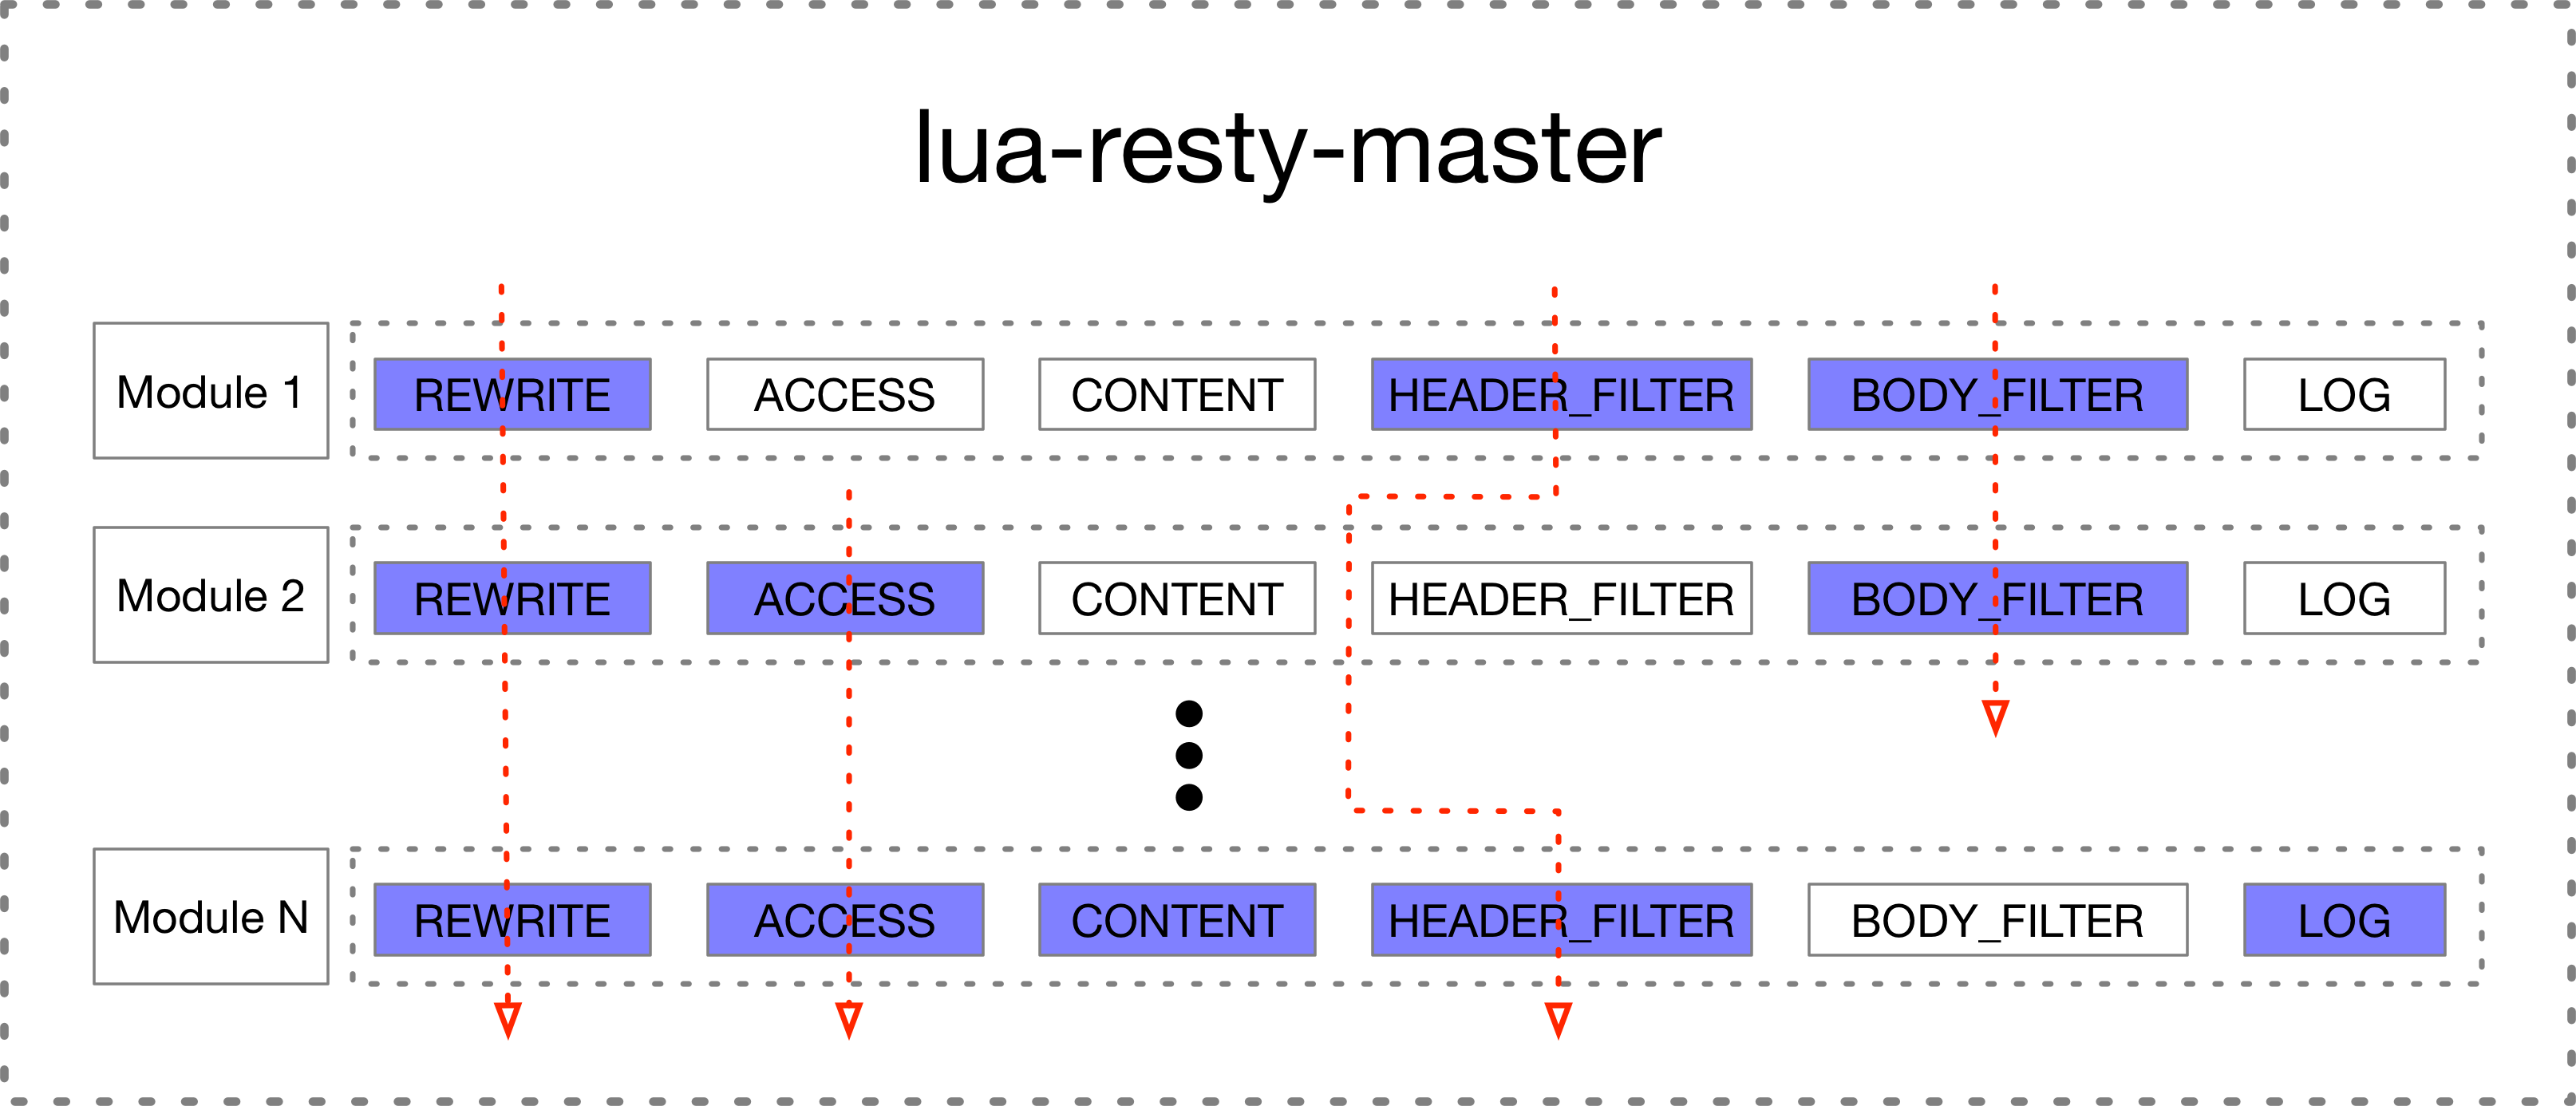 lua-resty-master
Module 1 REWRITE ACCESS CONTENT HEADER_FILTER BODY_FILTER LOG
Module 2 REWRITE ACCESS CONTENT HEADER_FILTER BODY_FILTER LOG
Module N REWRITE ACCESS CONTENT HEADER_FILTER BODY_FILTER LOG